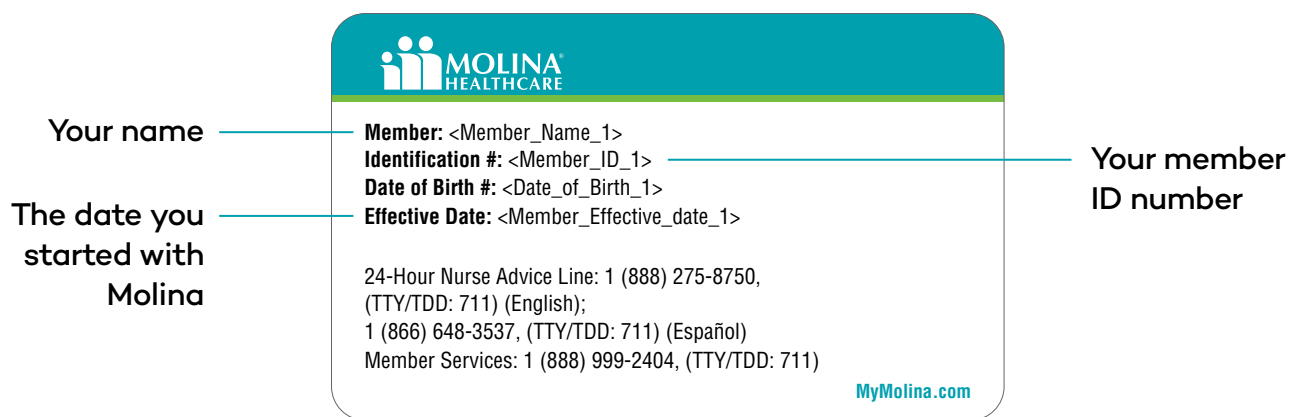 MOLINA
HEALTHCARE
Your name
Member: <Member_Name_1>
Identification #: <Member_ID_1>
Your member
ID number
Date of Birth #: <Date_of_Birth_1>
The date you
started with
Molina
Effective Date: <Member_Effective_date_1>
24-Hour Nurse Advice Line: 1 (888) 275-8750,
(TTY/TDD: 711) (English);
1 (866) 648-3537, (TTY/TDD: 711) (Español)
Member Services: 1 (888) 999-2404, (TTY/TDD: 711)
MyMolina.com